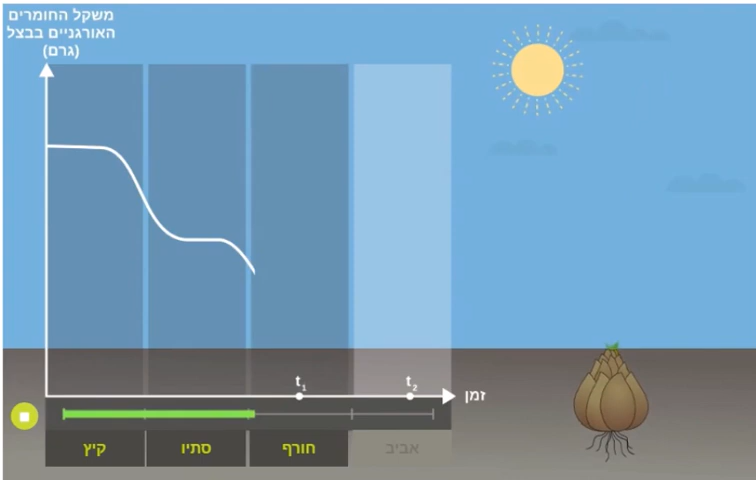 משקל החומרים
האורגניים בבצל
(גרם)
t₁
t₂
זמן
קיץ
סתיו
חורף
אביב